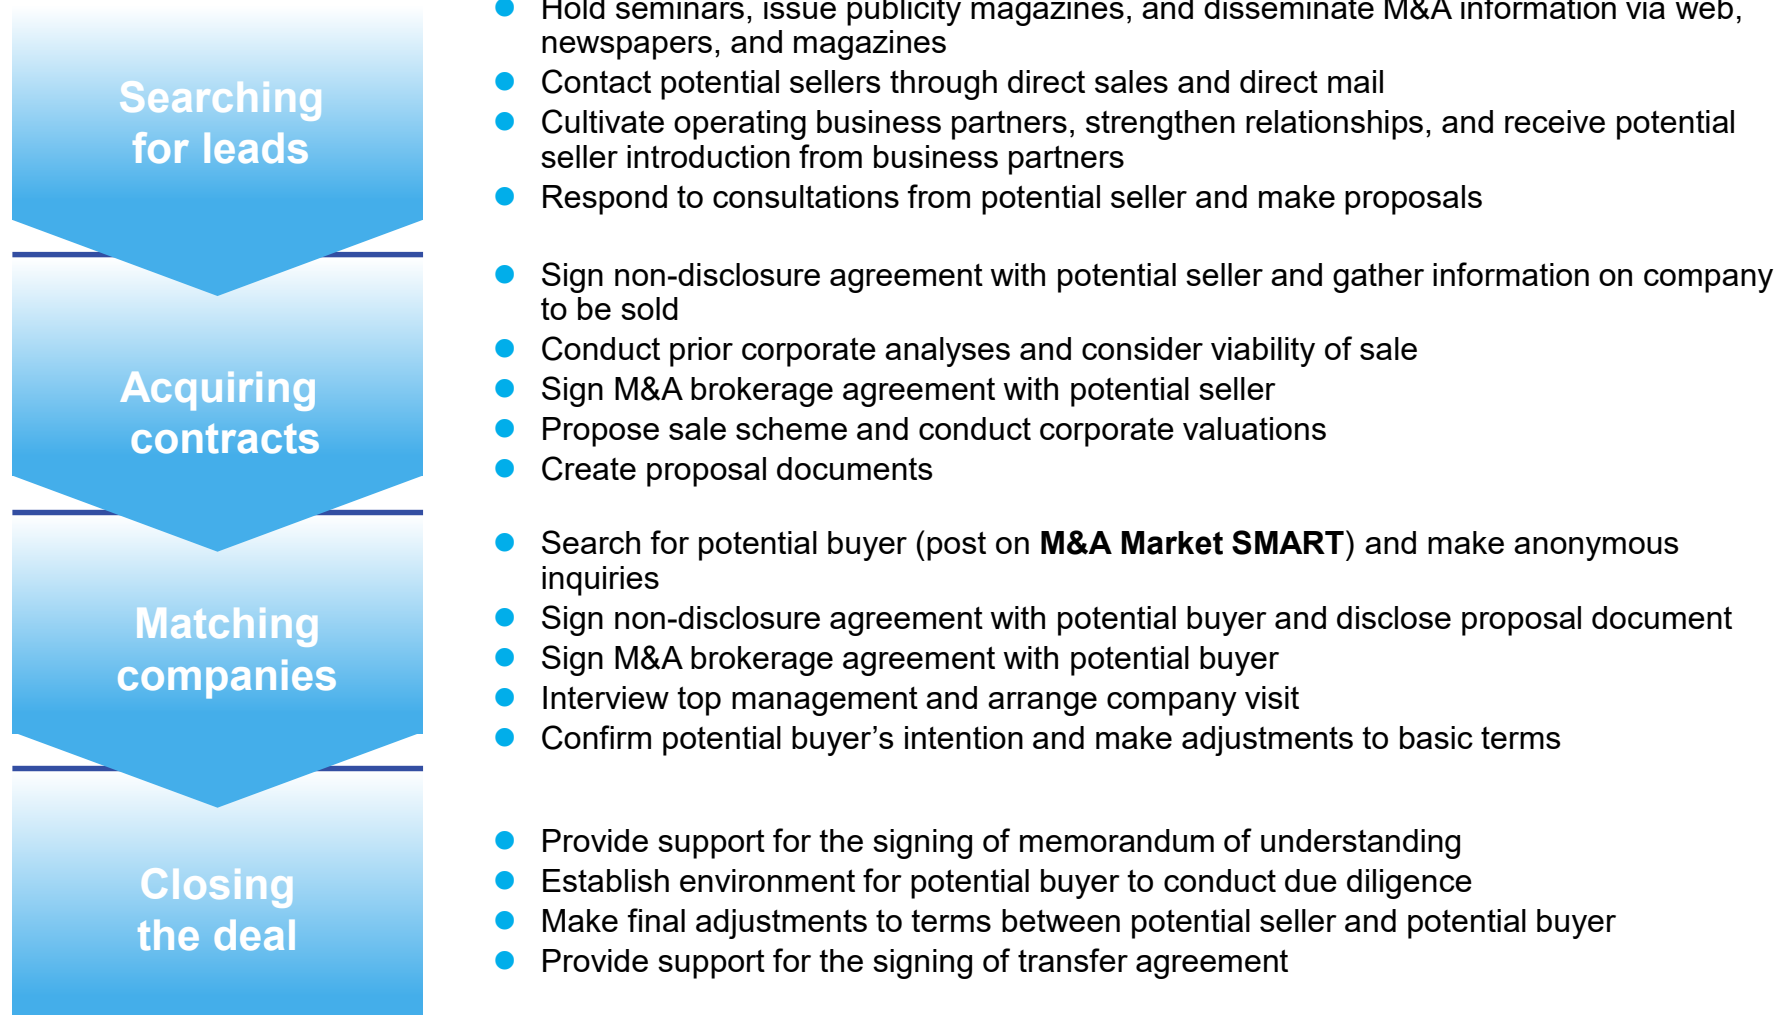 Searching
for leads
Hold seminars, issue publicity magazines, and disseminate M&A information via web,
newspapers, and magazines
Contact potential sellers through direct sales and direct mail
Cultivate operating business partners, strengthen relationships, and receive potential
seller introduction from business partners
Respond to consultations from potential seller and make proposals
Acquiring
contracts
Sign non-disclosure agreement with potential seller and gather information on company
to be sold
Conduct prior corporate analyses and consider viability of sale
Sign M&A brokerage agreement with potential seller
Propose sale scheme and conduct corporate valuations
Create proposal documents
Matching
companies
Search for potential buyer (post on M&A Market SMART) and make anonymous
inquiries
Sign non-disclosure agreement with potential buyer and disclose proposal document
Sign M&A brokerage agreement with potential buyer
Interview top management and arrange company visit
Confirm potential buyer’s intention and make adjustments to basic terms
Closing
the deal
Provide support for the signing of memorandum of understanding
Establish environment for potential buyer to conduct due diligence
Make final adjustments to terms between potential seller and potential buyer
Provide support for the signing of transfer agreement